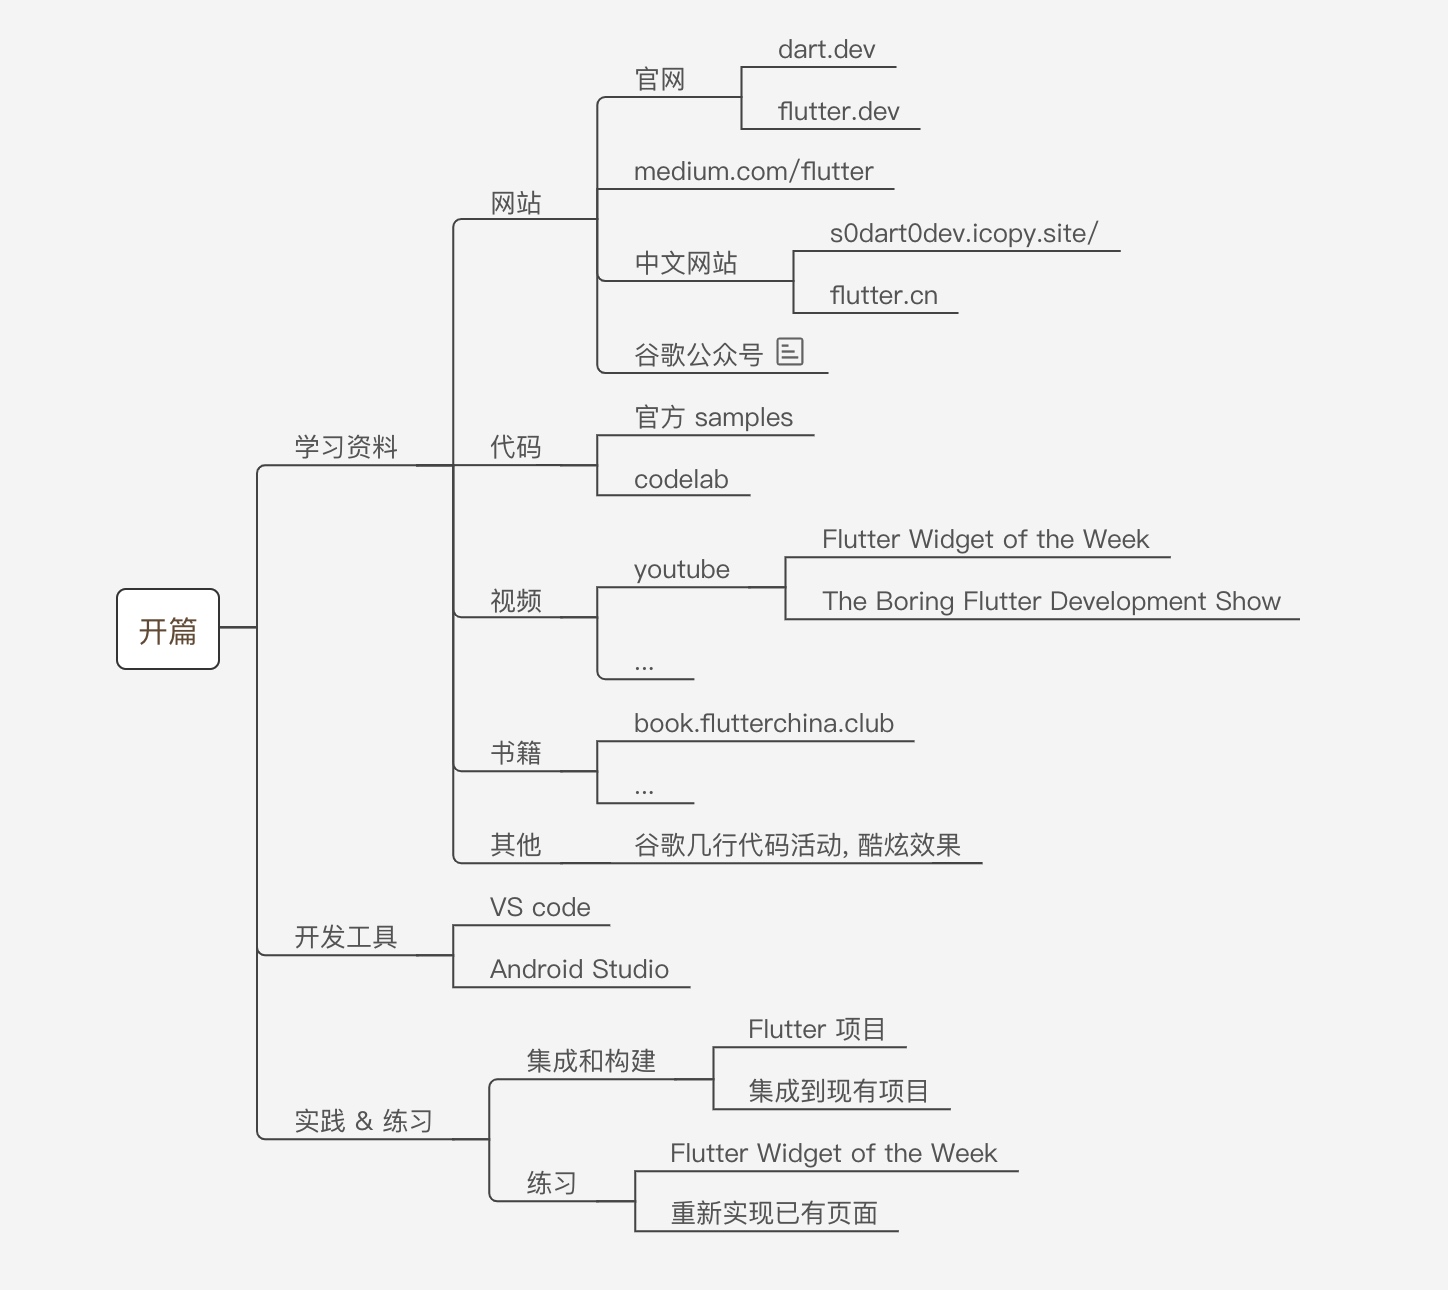 开篇
学习资料
网站
官网
dart.dev
flutter.dev
medium.com/flutter
中文网站
s0dart0dev.icopy.site/
flutter.cn
谷歌公众号
代码
官方 samples
codelab
视频
youtube
Flutter Widget of the Week
The Boring Flutter Development Show
...
书籍
book.flutterchina.club
...
其他
谷歌几行代码活动, 酷炫效果
开发工具
VS code
Android Studio
实践 & 练习
集成和构建
Flutter 项目
集成到现有项目
练习
Flutter Widget of the Week
重新实现已有页面